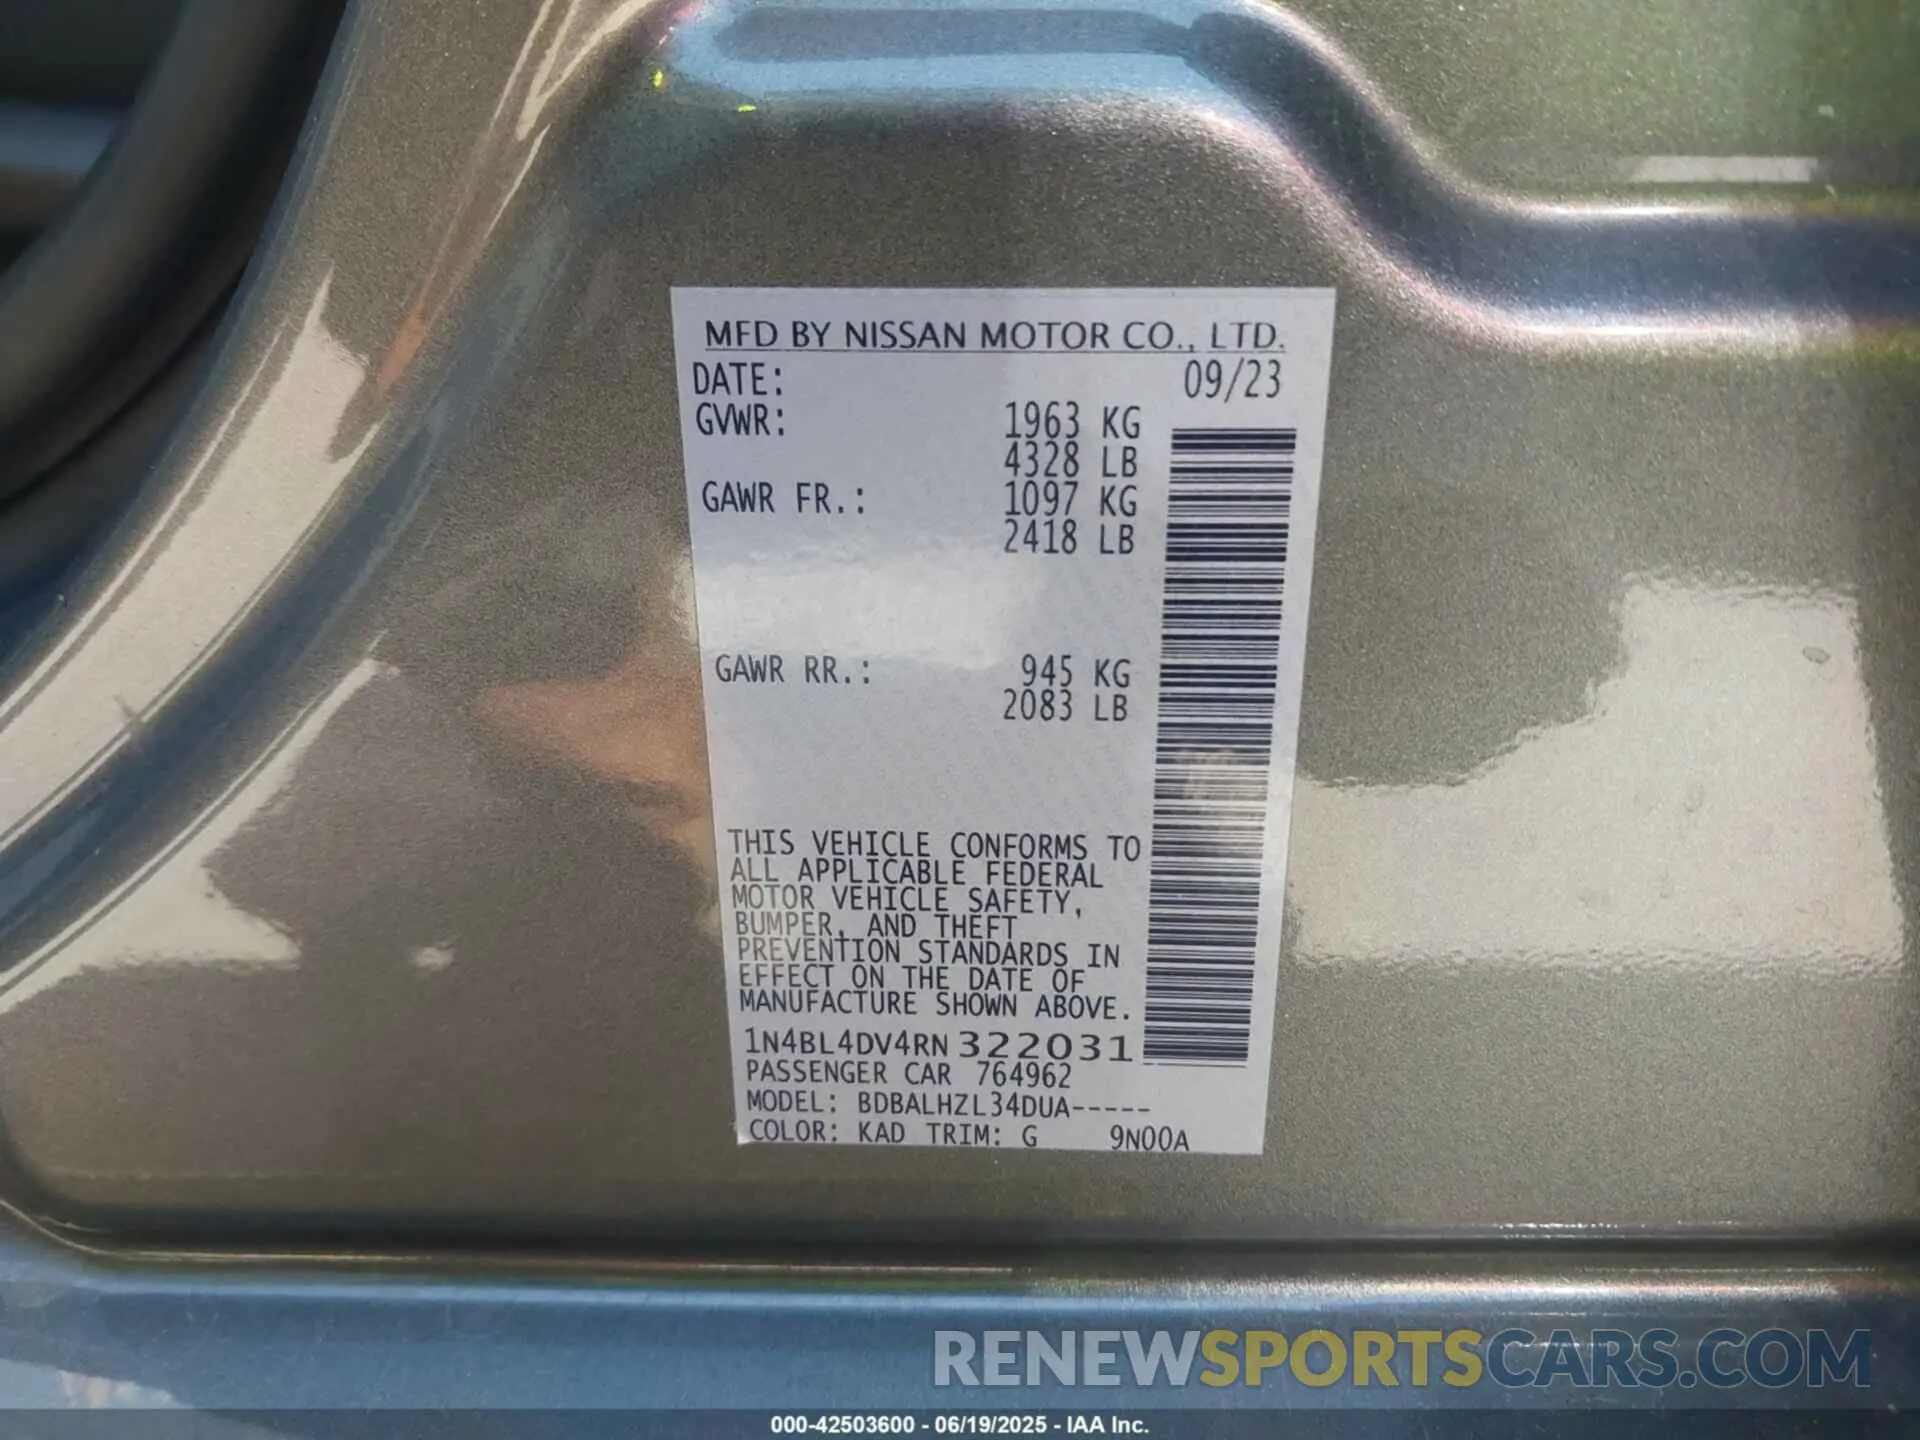 MFD BY NISSAN MOTOR CO., LTD.
DATE: 09/23
GVWR: 1963 KG
4328 LB
GAWR FR.: 1097 KG
2418 LB
GAWR RR.: 945 KG
2083 LB
THIS VEHICLE CONFORMS TO
ALL APPLICABLE FEDERAL
MOTOR VEHICLE SAFETY,
BUMPER, AND THEFT
PREVENTION STANDARDS IN
EFFECT ON THE DATE OF
MANUFACTURE SHOWN ABOVE.
1N4BL4DV4RN322031
PASSENGER CAR 764962
MODEL: BDBALHZL34DUA-----
COLOR: KAD TRIM: G 9N00A
RENEWSPORTSCARS.COM
000-42503600 - 06/19/2025 - IAA Inc.